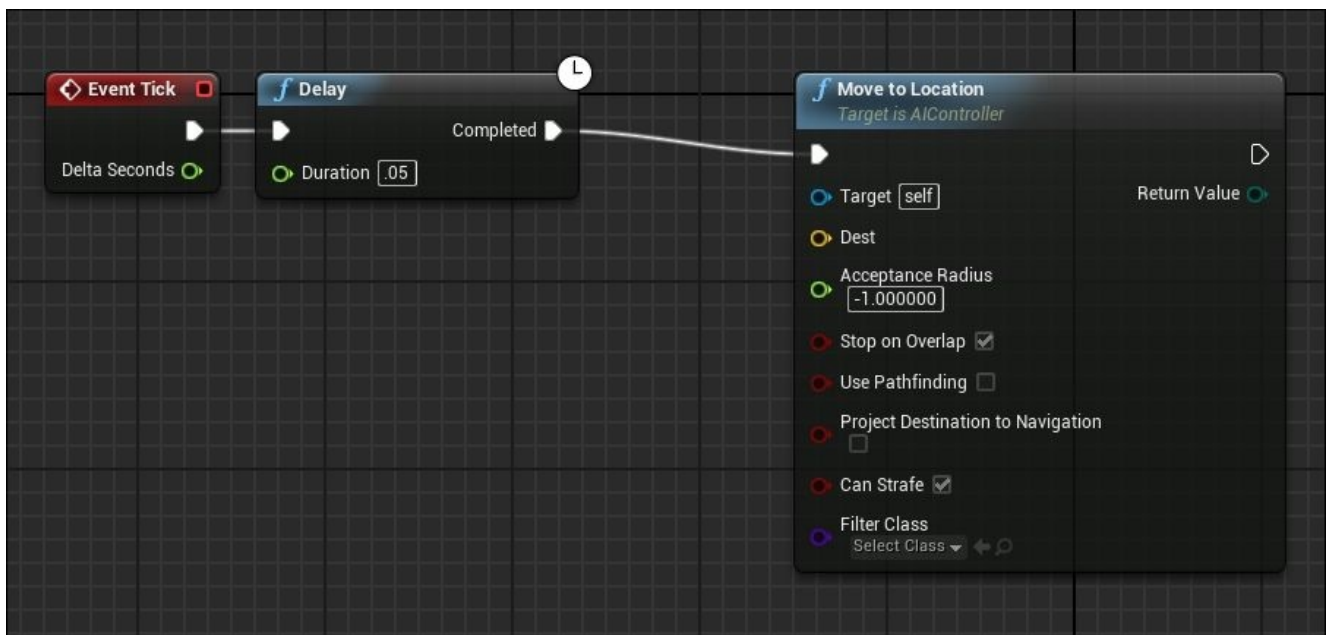 Event Tick
Delta Seconds
Delay
Completed
Duration .05
Move to Location
Target is AIController
Target self
Return Value
Dest
Acceptance Radius
-1.000000
Stop on Overlap
Use Pathfinding
Project Destination to Navigation
Can Strafe
Filter Class
Select Class